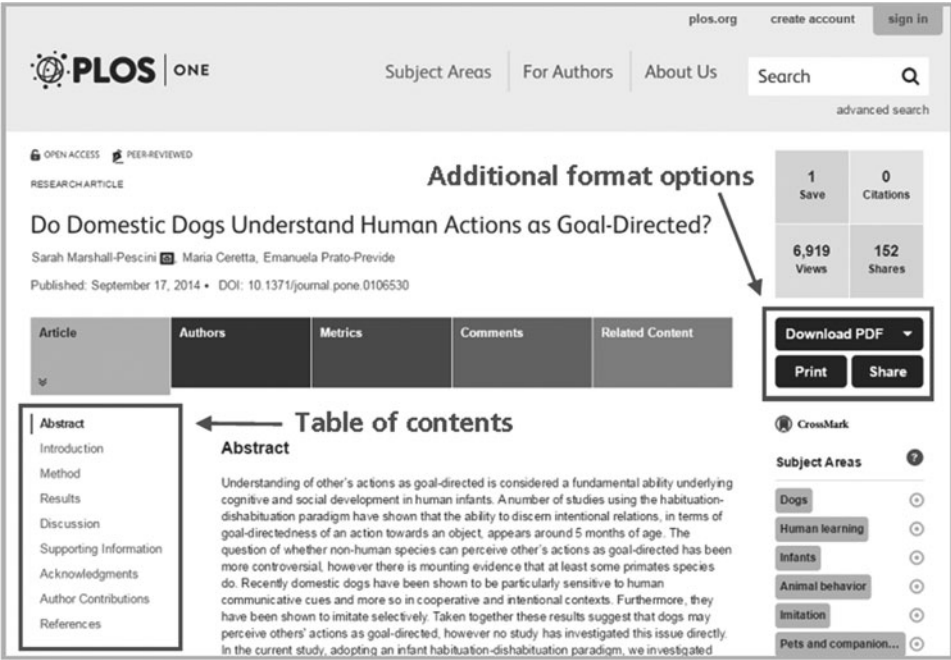 plos.org create account sign in
PLOS ONE
Subject Areas For Authors About Us Search
advanced search
OPEN ACCESS PEER-REVIEWED
RESEARCH ARTICLE
Additional format options
1 Save
0 Citations
Do Domestic Dogs Understand Human Actions as Goal-Directed?
Sarah Marshall-Pescini, Maria Ceretta, Emanuela Prato-Previde
6,919 Views
152 Shares
Published: September 17, 2014 • DOI: 10.1371/journal.pone.0106530
Article Authors Metrics Comments Related Content
Download PDF
Print Share
Table of contents
Abstract
Introduction
Method
Results
Discussion
Supporting Information
Acknowledgments
Author Contributions
References
Abstract
Understanding of other's actions as goal-directed is considered a fundamental ability underlying
cognitive and social development in human infants. A number of studies using the habituation-
dishabituation paradigm have shown that the ability to discern intentional relations, in terms of
goal-directedness of an action towards an object, appears around 5 months of age. The
question of whether non-human species can perceive other's actions as goal-directed has been
more controversial, however there is mounting evidence that at least some primates species
do. Recently domestic dogs have been shown to be particularly sensitive to human
communicative cues and more so in cooperative and intentional contexts. Furthermore, they
have been shown to imitate selectively. Taken together these results suggest that dogs may
perceive others' actions as goal-directed, however no study has investigated this issue directly.
In the current study, adopting an infant habituation-dishabituation paradigm, we investigated
CrossMark
Subject Areas ?
Dogs
Human learning
Infants
Animal behavior
Imitation
Pets and companion...